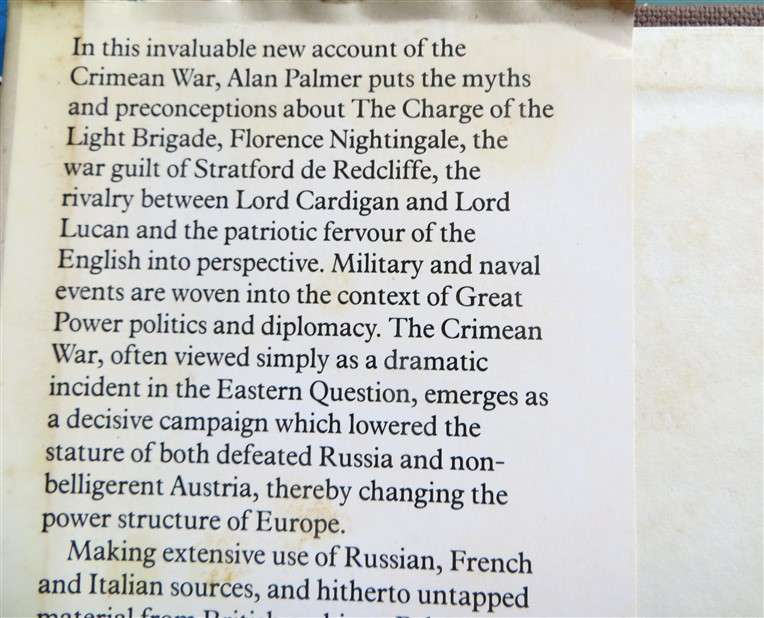 In this invaluable new account of the
Crimean War, Alan Palmer puts the myths
and preconceptions about The Charge of the
Light Brigade, Florence Nightingale, the
war guilt of Stratford de Redcliffe, the
rivalry between Lord Cardigan and Lord
Lucan and the patriotic fervour of the
English into perspective. Military and naval
events are woven into the context of Great
Power politics and diplomacy. The Crimean
War, often viewed simply as a dramatic
incident in the Eastern Question, emerges as
a decisive campaign which lowered the
stature of both defeated Russia and non-
belligerent Austria, thereby changing the
power structure of Europe.
Making extensive use of Russian, French
and Italian sources, and hitherto untapped
material from British